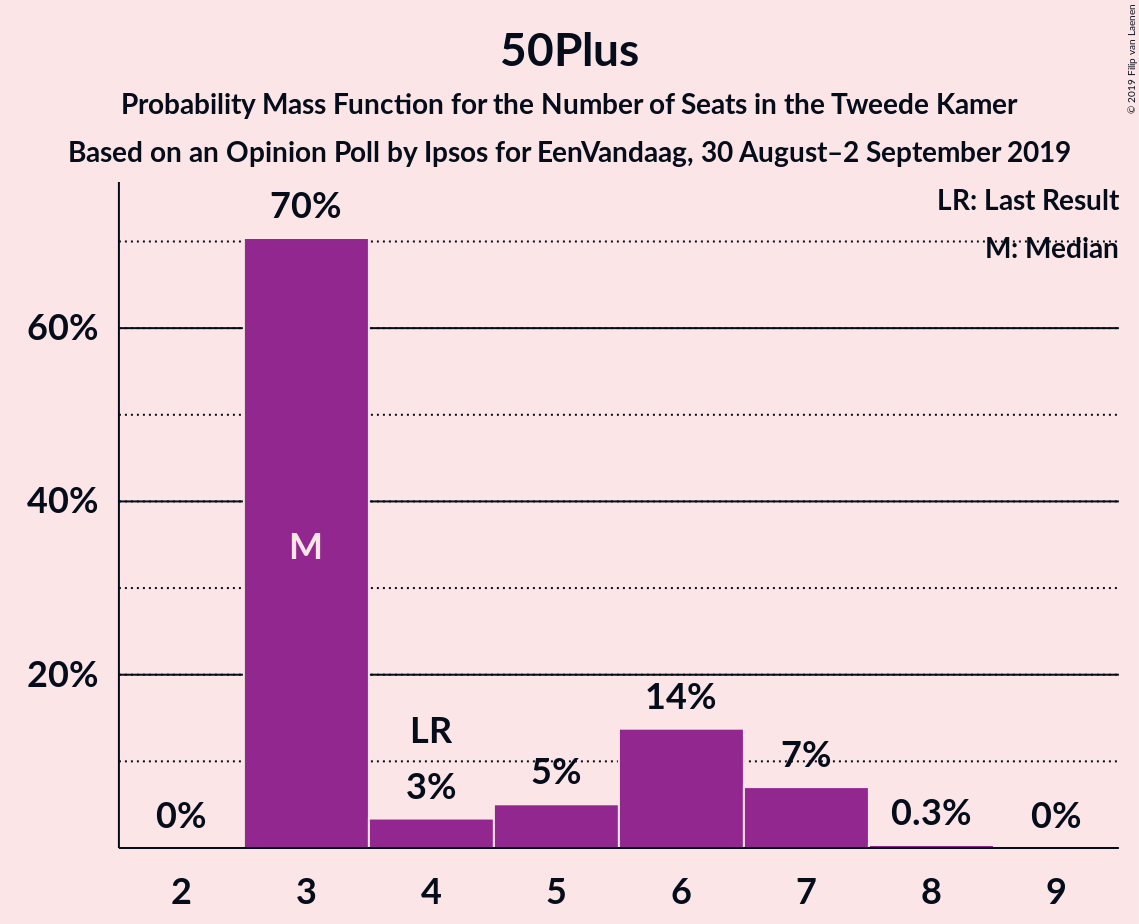 50Plus
Probability Mass Function for the Number of Seats in the Tweede Kamer
Based on an Opinion Poll by Ipsos for EenVandaag, 30 August–2 September 2019
© 2019 Filip van Laenen
LR: Last Result
M: Median
70%
60%
40%
20%
M
LR
0%
3%
5%
14%
7%
0.3%
0%
2 3 4 5 6 7 8 9